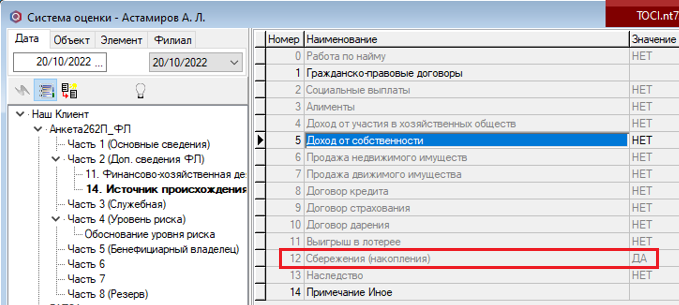 Система оценки - Астамиров А. Л.
TOCI.nt7
Дата Объект Элемент Филиал
20/10/2022 ... 20/10/2022
Наш Клиент
Анкета262П_ФЛ
Часть 1 (Основные сведения)
Часть 2 (Доп. сведения ФЛ)
11. Финансово-хозяйственная де
14. Источник происхождения
Часть 3 (Служебная)
Часть 4 (Уровень риска)
Обоснование уровня риска
Часть 5 (Бенефициарный владелец)
Часть 6
Часть 7
Часть 8 (Резерв)
Номер Наименование Значение
0 Работа по найму НЕТ
1 Гражданско-правовые договоры
2 Социальные выплаты НЕТ
3 Алименты НЕТ
4 Доход от участия в хозяйственных обществ НЕТ
5 Доход от собственности НЕТ
6 Продажа недвижимого имуществ НЕТ
7 Продажа движимого имущества НЕТ
8 Договор кредита НЕТ
9 Договор страхования НЕТ
10 Договор дарения НЕТ
11 Выигрыш в лотерее НЕТ
12 Сбережения (накопления) ДА
13 Наследство НЕТ
14 Примечание Иное